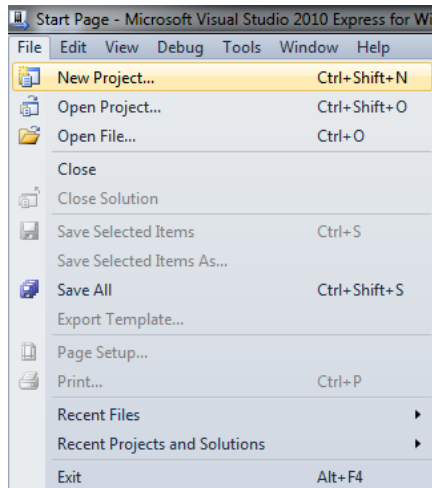 Start Page - Microsoft Visual Studio 2010 Express for Wi
File Edit View Debug Tools Window Help
New Project... Ctrl+Shift+N
Open Project... Ctrl+Shift+O
Open File... Ctrl+O
Close
Close Solution
Save Selected Items Ctrl+S
Save Selected Items As...
Save All Ctrl+Shift+S
Export Template...
Page Setup...
Print... Ctrl+P
Recent Files
Recent Projects and Solutions
Exit Alt+F4